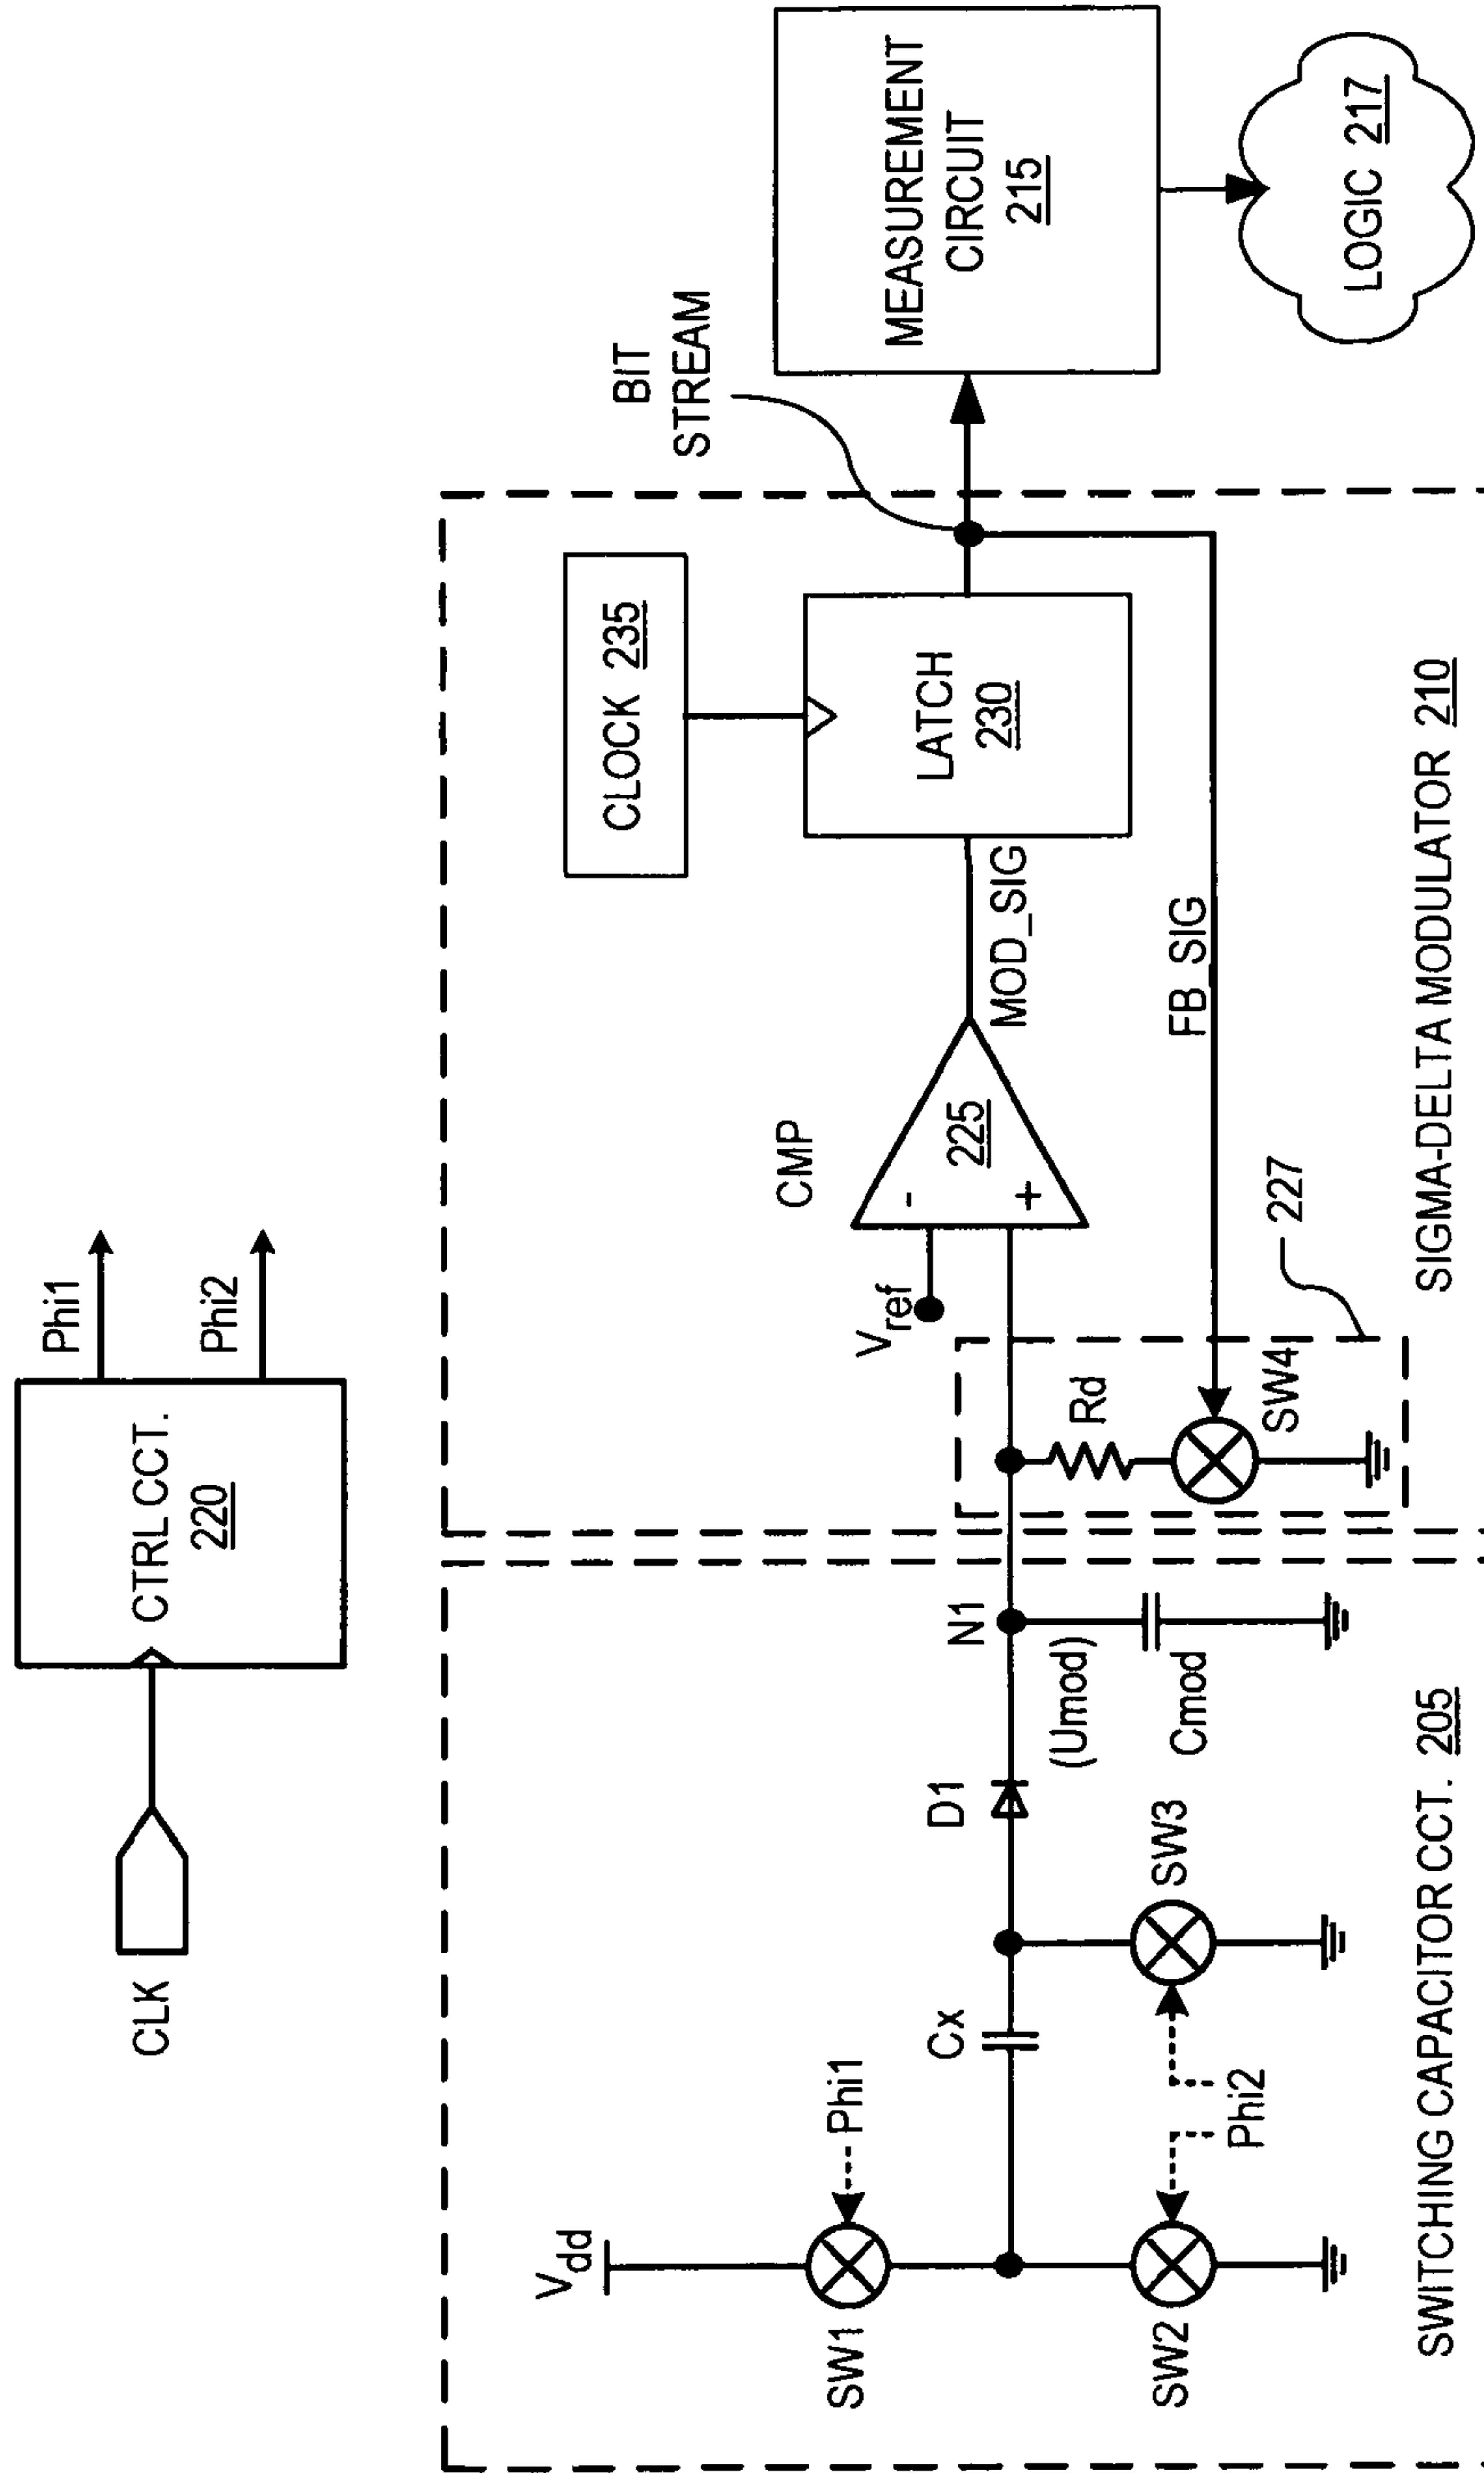 CLK
CTRL CCT.
220
Phi1
Phi2
Vdd
SW1
Phi1
Cx
D1
N1
(Umod)
Cmod
SW2
Phi2
SW3
SWITCHING CAPACITOR CCT. 205
Vref
CMP
-
+
225
MOD_SIG
CLOCK 235
LATCH
230
Rd
SW4
FB_SIG
227
SIGMA-DELTA MODULATOR 210
BIT
STREAM
MEASUREMENT
CIRCUIT
215
LOGIC 217